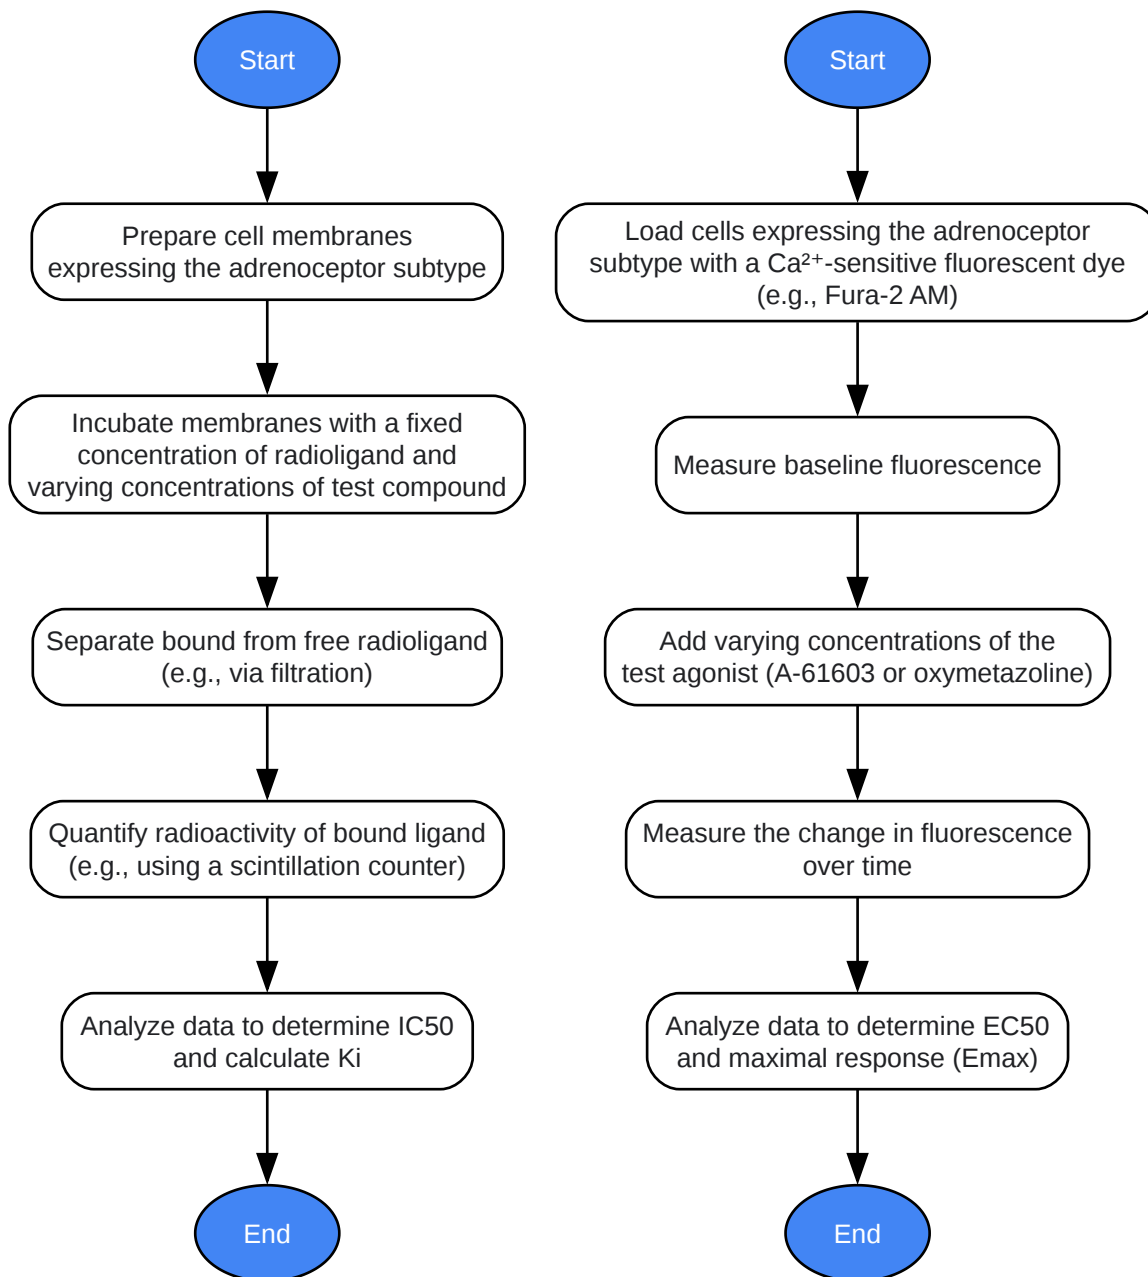 Start
Prepare cell membranes
expressing the adrenoceptor subtype
Incubate membranes with a fixed
concentration of radioligand and
varying concentrations of test compound
Separate bound from free radioligand
(e.g., via filtration)
Quantify radioactivity of bound ligand
(e.g., using a scintillation counter)
Analyze data to determine IC50
and calculate Ki
End
Start
Load cells expressing the adrenoceptor
subtype with a Ca²⁺-sensitive fluorescent dye
(e.g., Fura-2 AM)
Measure baseline fluorescence
Add varying concentrations of the
test agonist (A-61603 or oxymetazoline)
Measure the change in fluorescence
over time
Analyze data to determine EC50
and maximal response (Emax)
End